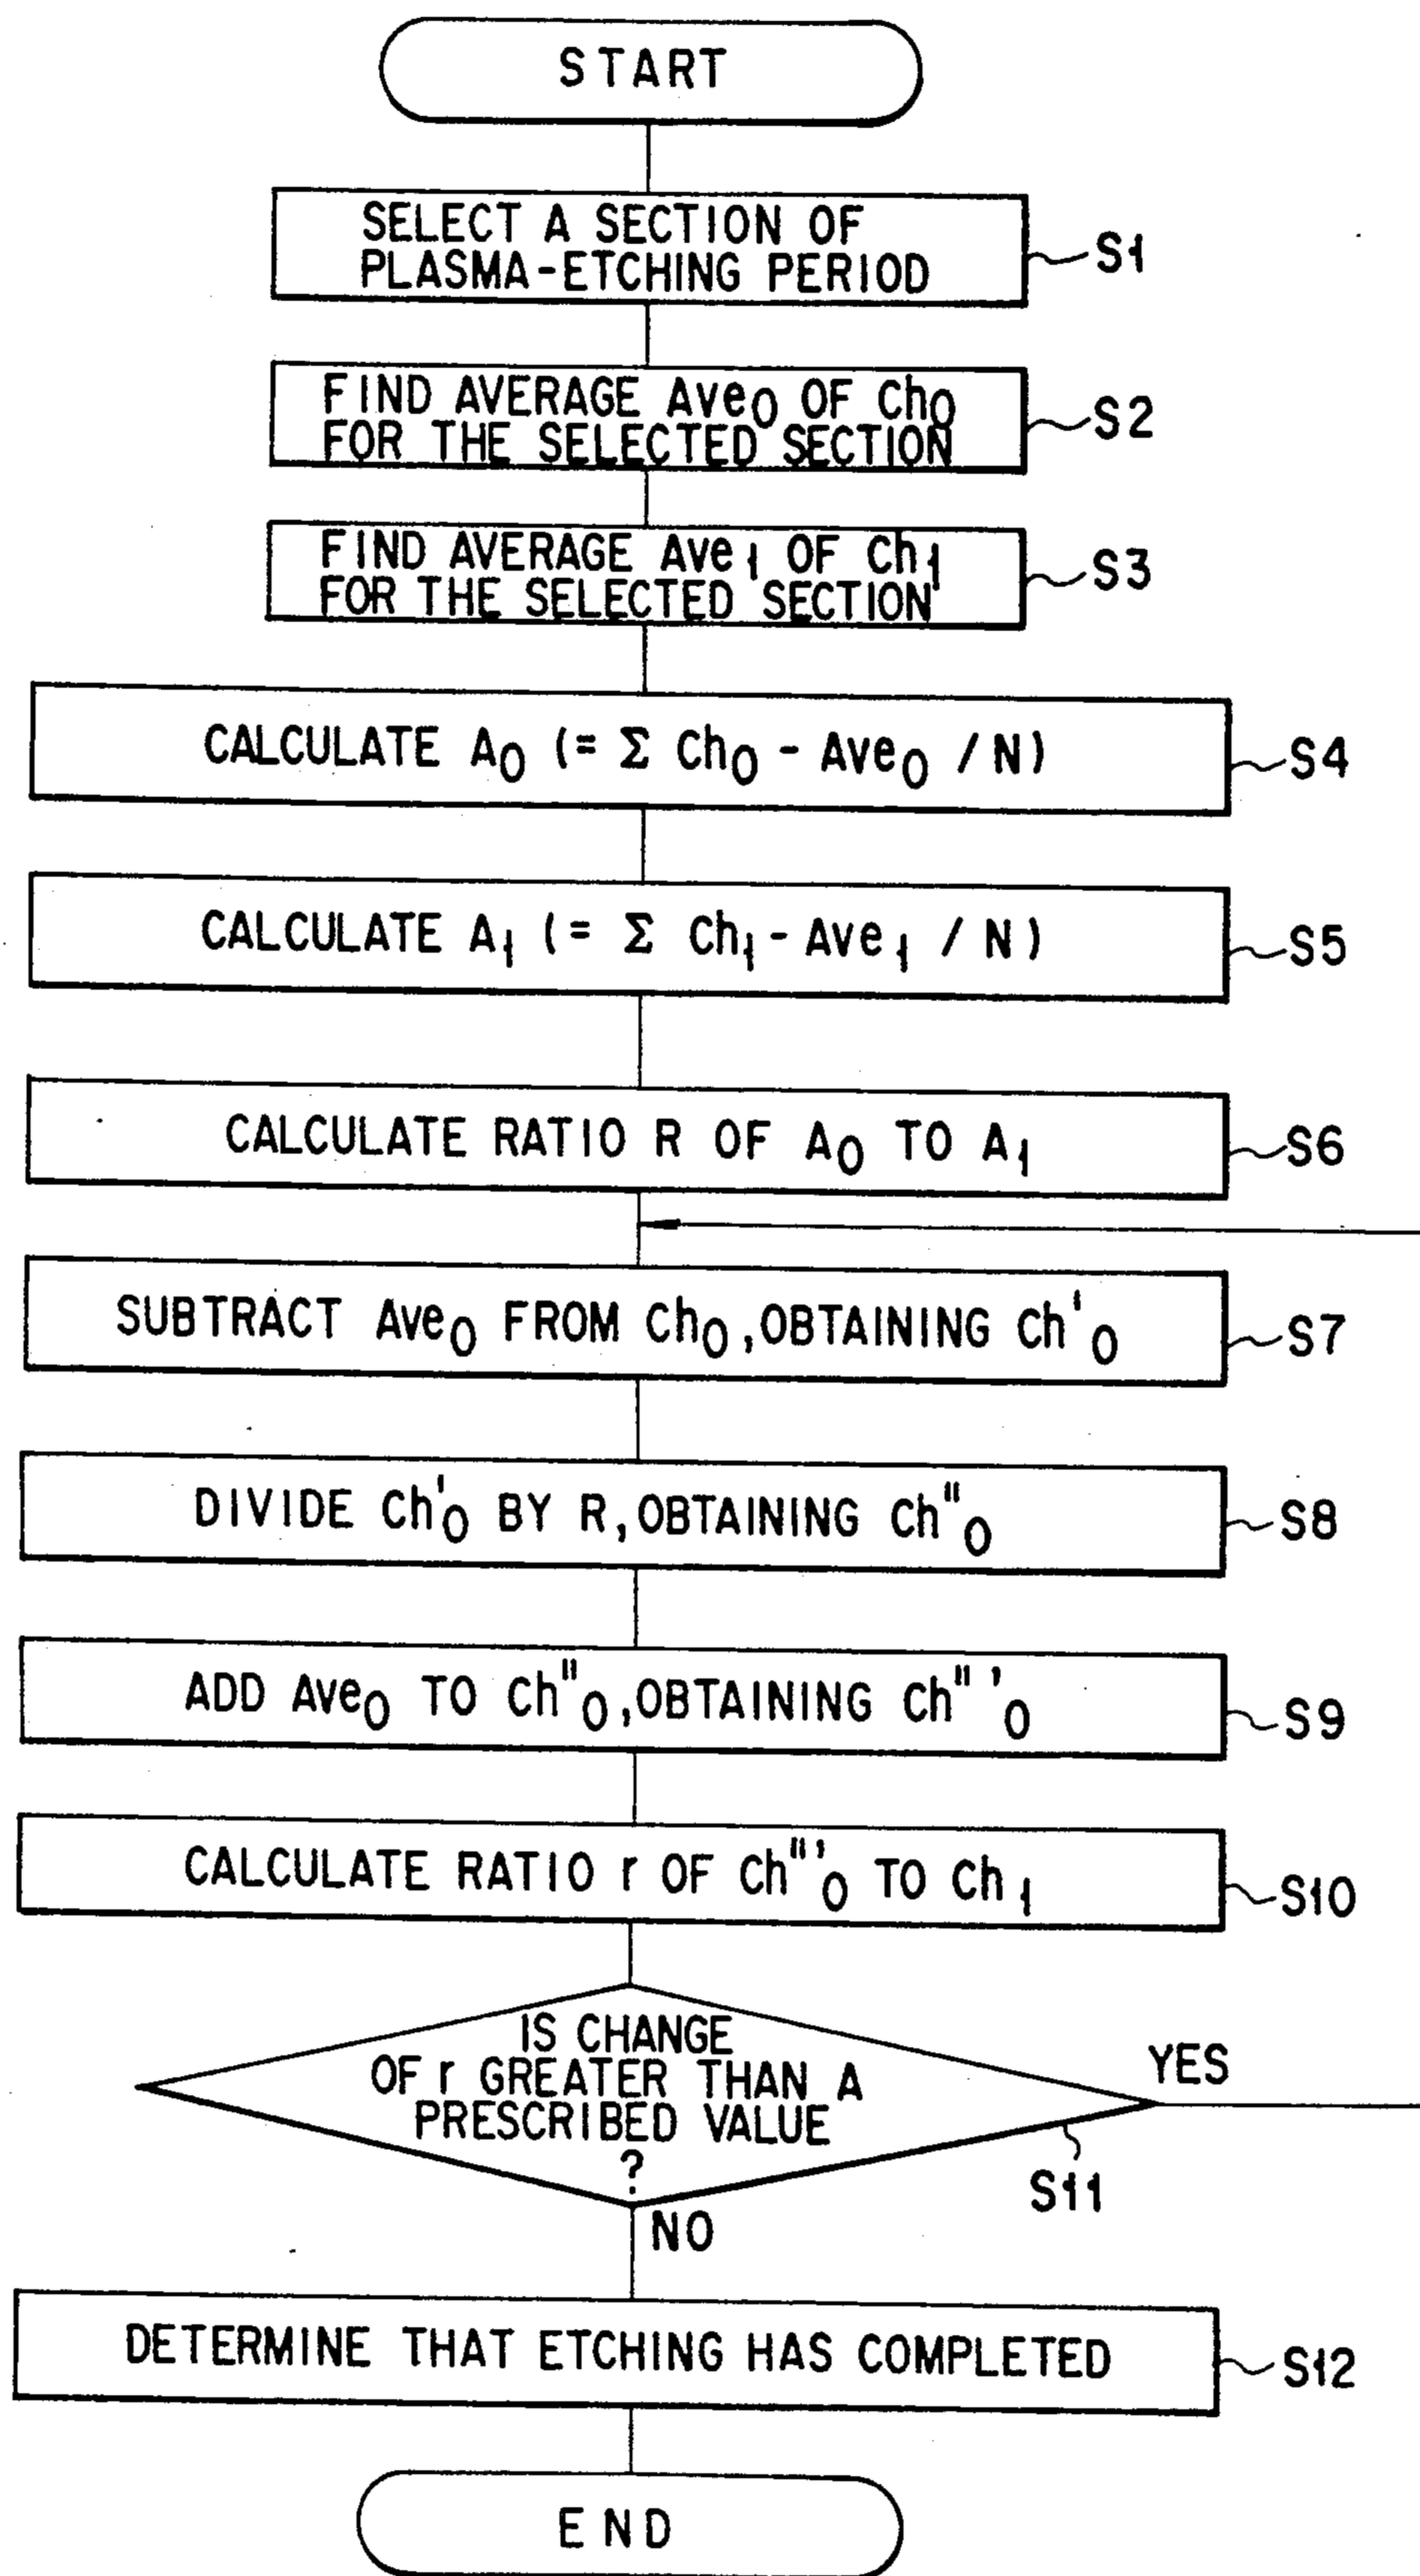 START
SELECT A SECTION OF
PLASMA-ETCHING PERIOD
S1
FIND AVERAGE Ave₀ OF Ch₀
FOR THE SELECTED SECTION
S2
FIND AVERAGE Ave₁ OF Ch₁
FOR THE SELECTED SECTION
S3
CALCULATE A₀ (= Σ Ch₀ - Ave₀ / N)
S4
CALCULATE A₁ (= Σ Ch₁ - Ave₁ / N)
S5
CALCULATE RATIO R OF A₀ TO A₁
S6
SUBTRACT Ave₀ FROM Ch₀, OBTAINING Ch'₀
S7
DIVIDE Ch'₀ BY R, OBTAINING Ch"₀
S8
ADD Ave₀ TO Ch"₀, OBTAINING Ch"'₀
S9
CALCULATE RATIO r OF Ch"'₀ TO Ch₁
S10
IS CHANGE
OF r GREATER THAN A
PRESCRIBED VALUE
?
YES
S11
NO
DETERMINE THAT ETCHING HAS COMPLETED
S12
END